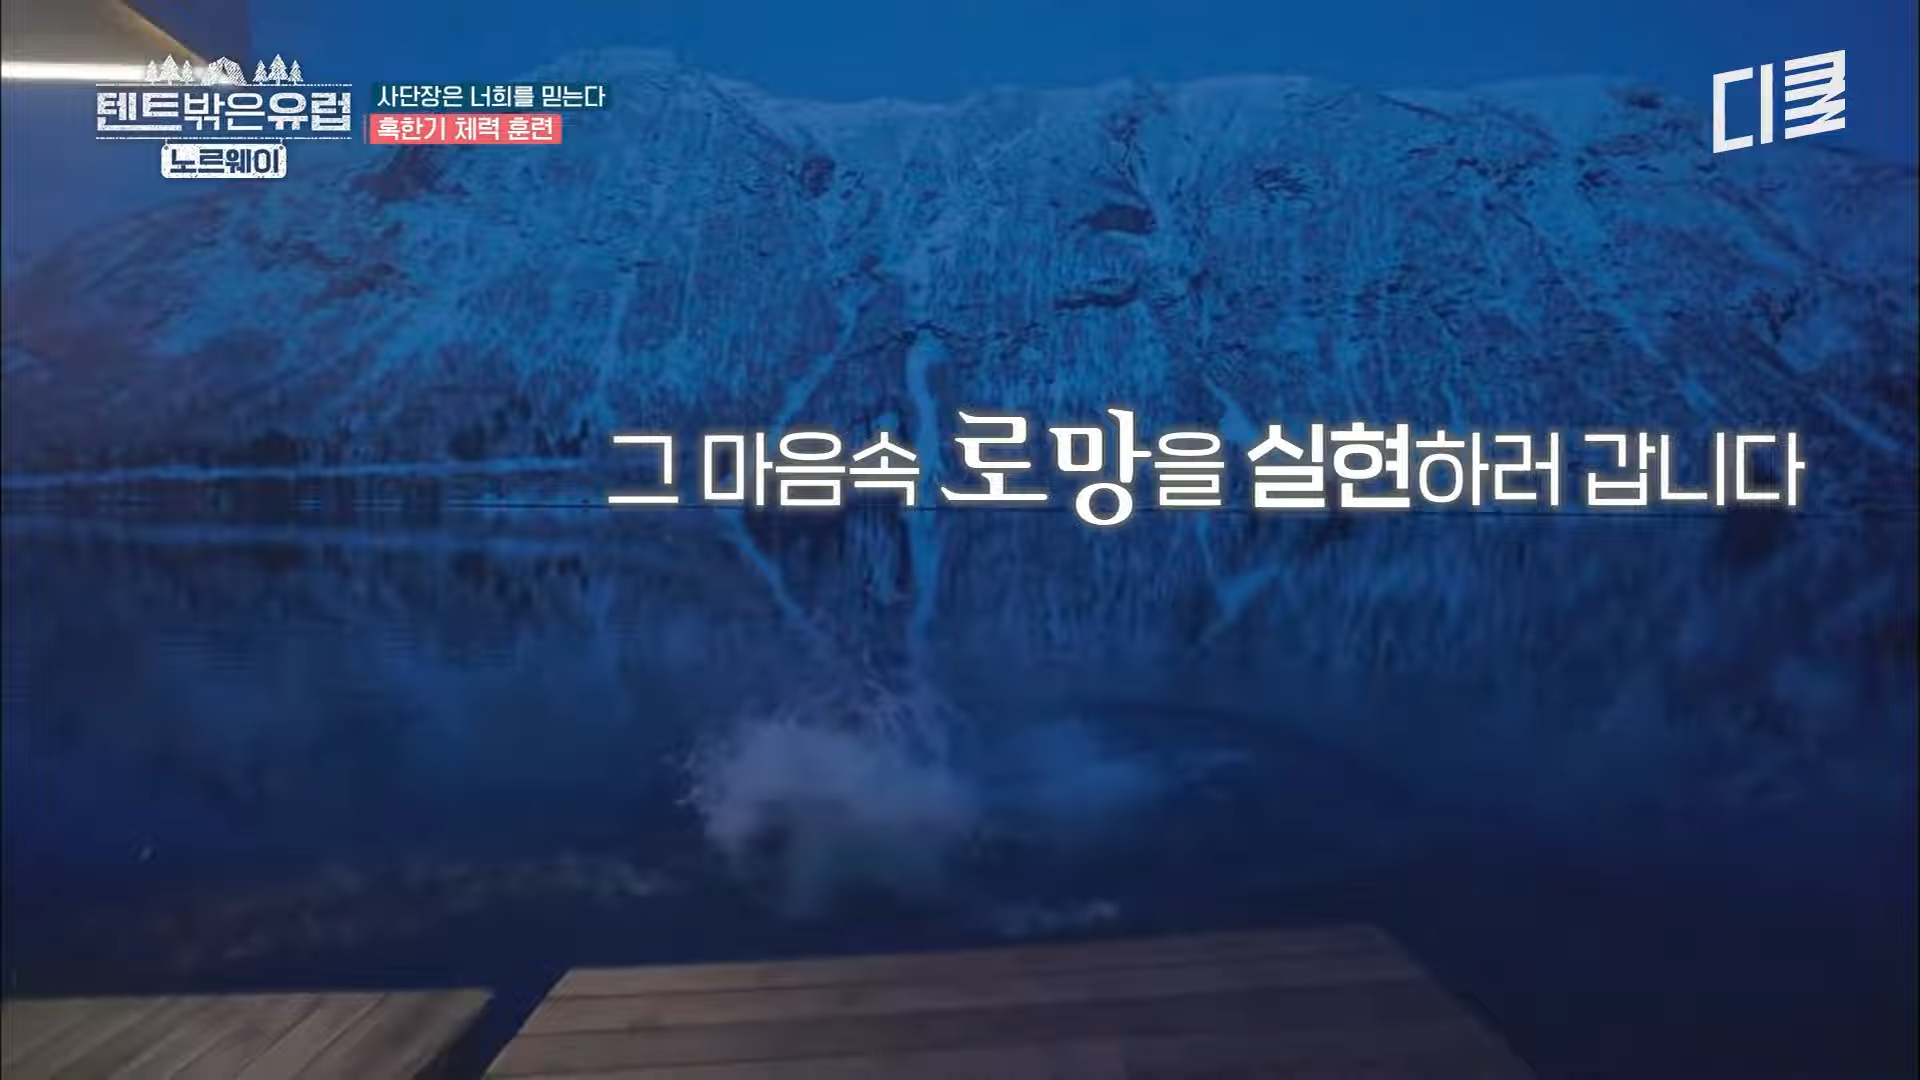 텐트밖은유럽
노르웨이
사단장은 너희를 믿는다
혹한기 체력 훈련
디글
그 마음속 로망을 실현하러 갑니다